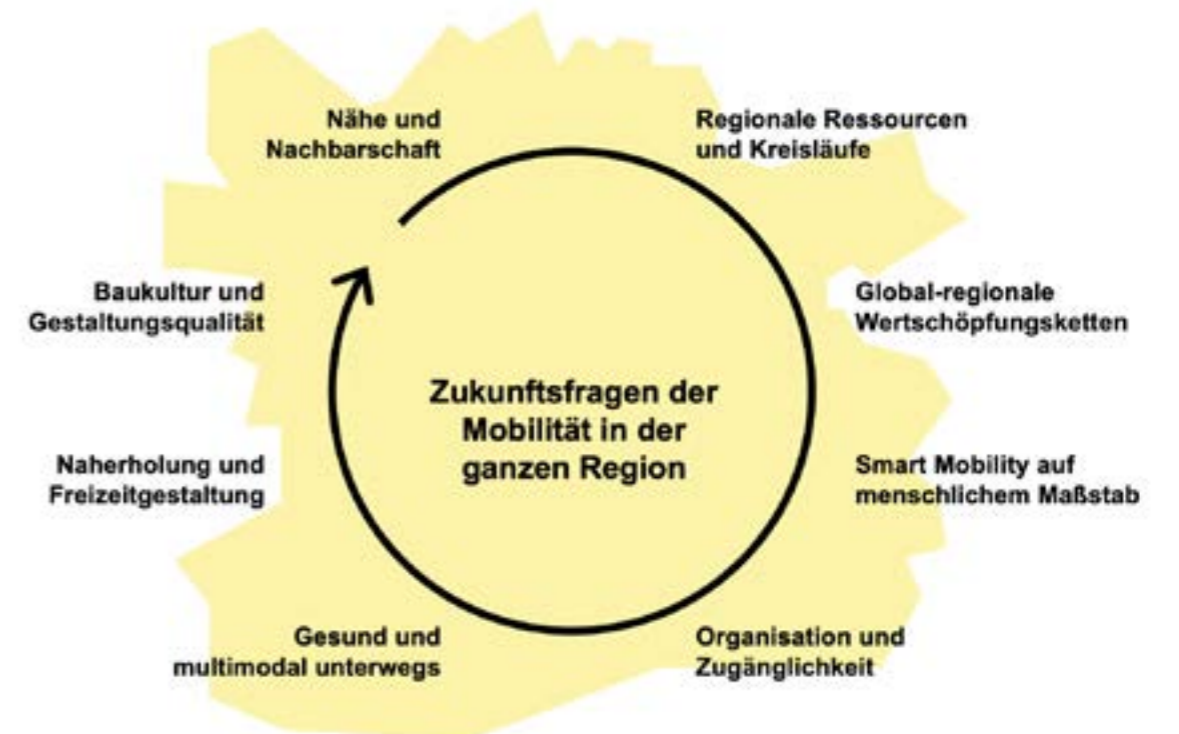 Nähe und
Nachbarschaft
Regionale Ressourcen
und Kreisläufe
Baukultur und
Gestaltungsqualität
Global-regionale
Wertschöpfungsketten
Zukunftsfragen der
Mobilität in der
ganzen Region
Naherholung und
Freizeitgestaltung
Smart Mobility auf
menschlichem Maßstab
Gesund und
multimodal unterwegs
Organisation und
Zugänglichkeit